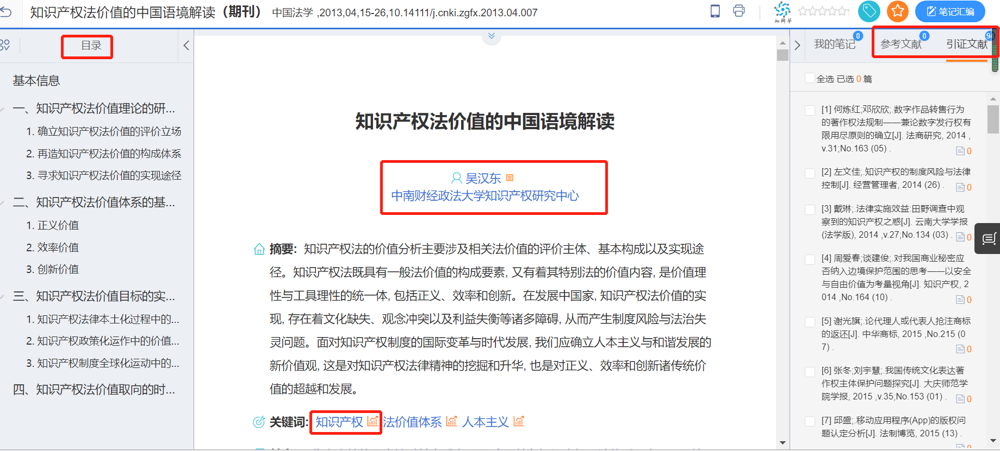 知识产权法价值的中国语境解读（期刊） 中国法学 ,2013,04,15-26,10.14111/j.cnki.zgfx.2013.04.007
知网节
笔记汇编
目录
基本信息
一、知识产权法价值理论的研...
1. 确立知识产权法价值的评价立场
2. 再造知识产权法价值的构成体系
3. 寻求知识产权法价值的实现途径
二、知识产权法价值体系的基...
1. 正义价值
2. 效率价值
3. 创新价值
三、知识产权法价值目标的实...
1. 知识产权法律本土化过程中的...
2. 知识产权政策化运作中的价值...
3. 知识产权制度全球化运动中的...
四、知识产权法价值取向的时...
知识产权法价值的中国语境解读
吴汉东
中南财经政法大学知识产权研究中心
摘要: 知识产权法的价值分析主要涉及相关法价值的评价主体、基本构成以及实现途
径。知识产权法既具有一般法价值的构成要素, 又有着其特别法的价值内容, 是价值理
性与工具理性的统一体, 包括正义、效率和创新。在发展中国家, 知识产权法价值的实
现, 存在着文化缺失、观念冲突以及利益失衡等诸多障碍, 从而产生制度风险与法治失
灵问题。面对知识产权制度的国际变革与时代发展, 我们应确立人本主义与和谐发展的
新价值观, 这是对知识产权法律精神的挖掘和升华, 也是对正义、效率和创新诸传统价
值的超越和发展。
关键词: 知识产权 法价值体系 人本主义
我的笔记 0 参考文献 0 引证文献 94
全选 已选 0 篇
[1] 何炼红;邓欣欣;.数字作品转售行为
的著作权法规制——兼论数字发行权有
限用尽原则的确立[J]. 法商研究, 2014 ,
v.31;No.163 (05) .
0
[2] 左文佳;.知识产权的制度风险与法律
控制[J]. 经营管理者, 2014 (26) .
0
[3] 戴琳;.法律实施效益:田野调查中观
察到的知识产权之惑[J]. 云南大学学报
(法学版), 2014 ,v.27;No.134 (03) .
0
[4] 周爱春;谈建俊;.对我国商业秘密应
否纳入边境保护范围的思考——以安全
与自由价值为考量视角[J]. 知识产权, 2
014 ,No.164 (10) .
0
[5] 谢光旗;.论代理人或代表人抢注商标
的返还[J]. 中华商标, 2015 ,No.215 (0
7) .
0
[6] 张冬;刘宇慧;.我国传统文化表达著
作权主体保护问题探究[J]. 大庆师范学
院学报, 2015 ,v.35;No.153 (01) .
0
[7] 邱盛;.移动应用程序(App)的版权问
题认定分析[J]. 法制博览, 2015 (13) .